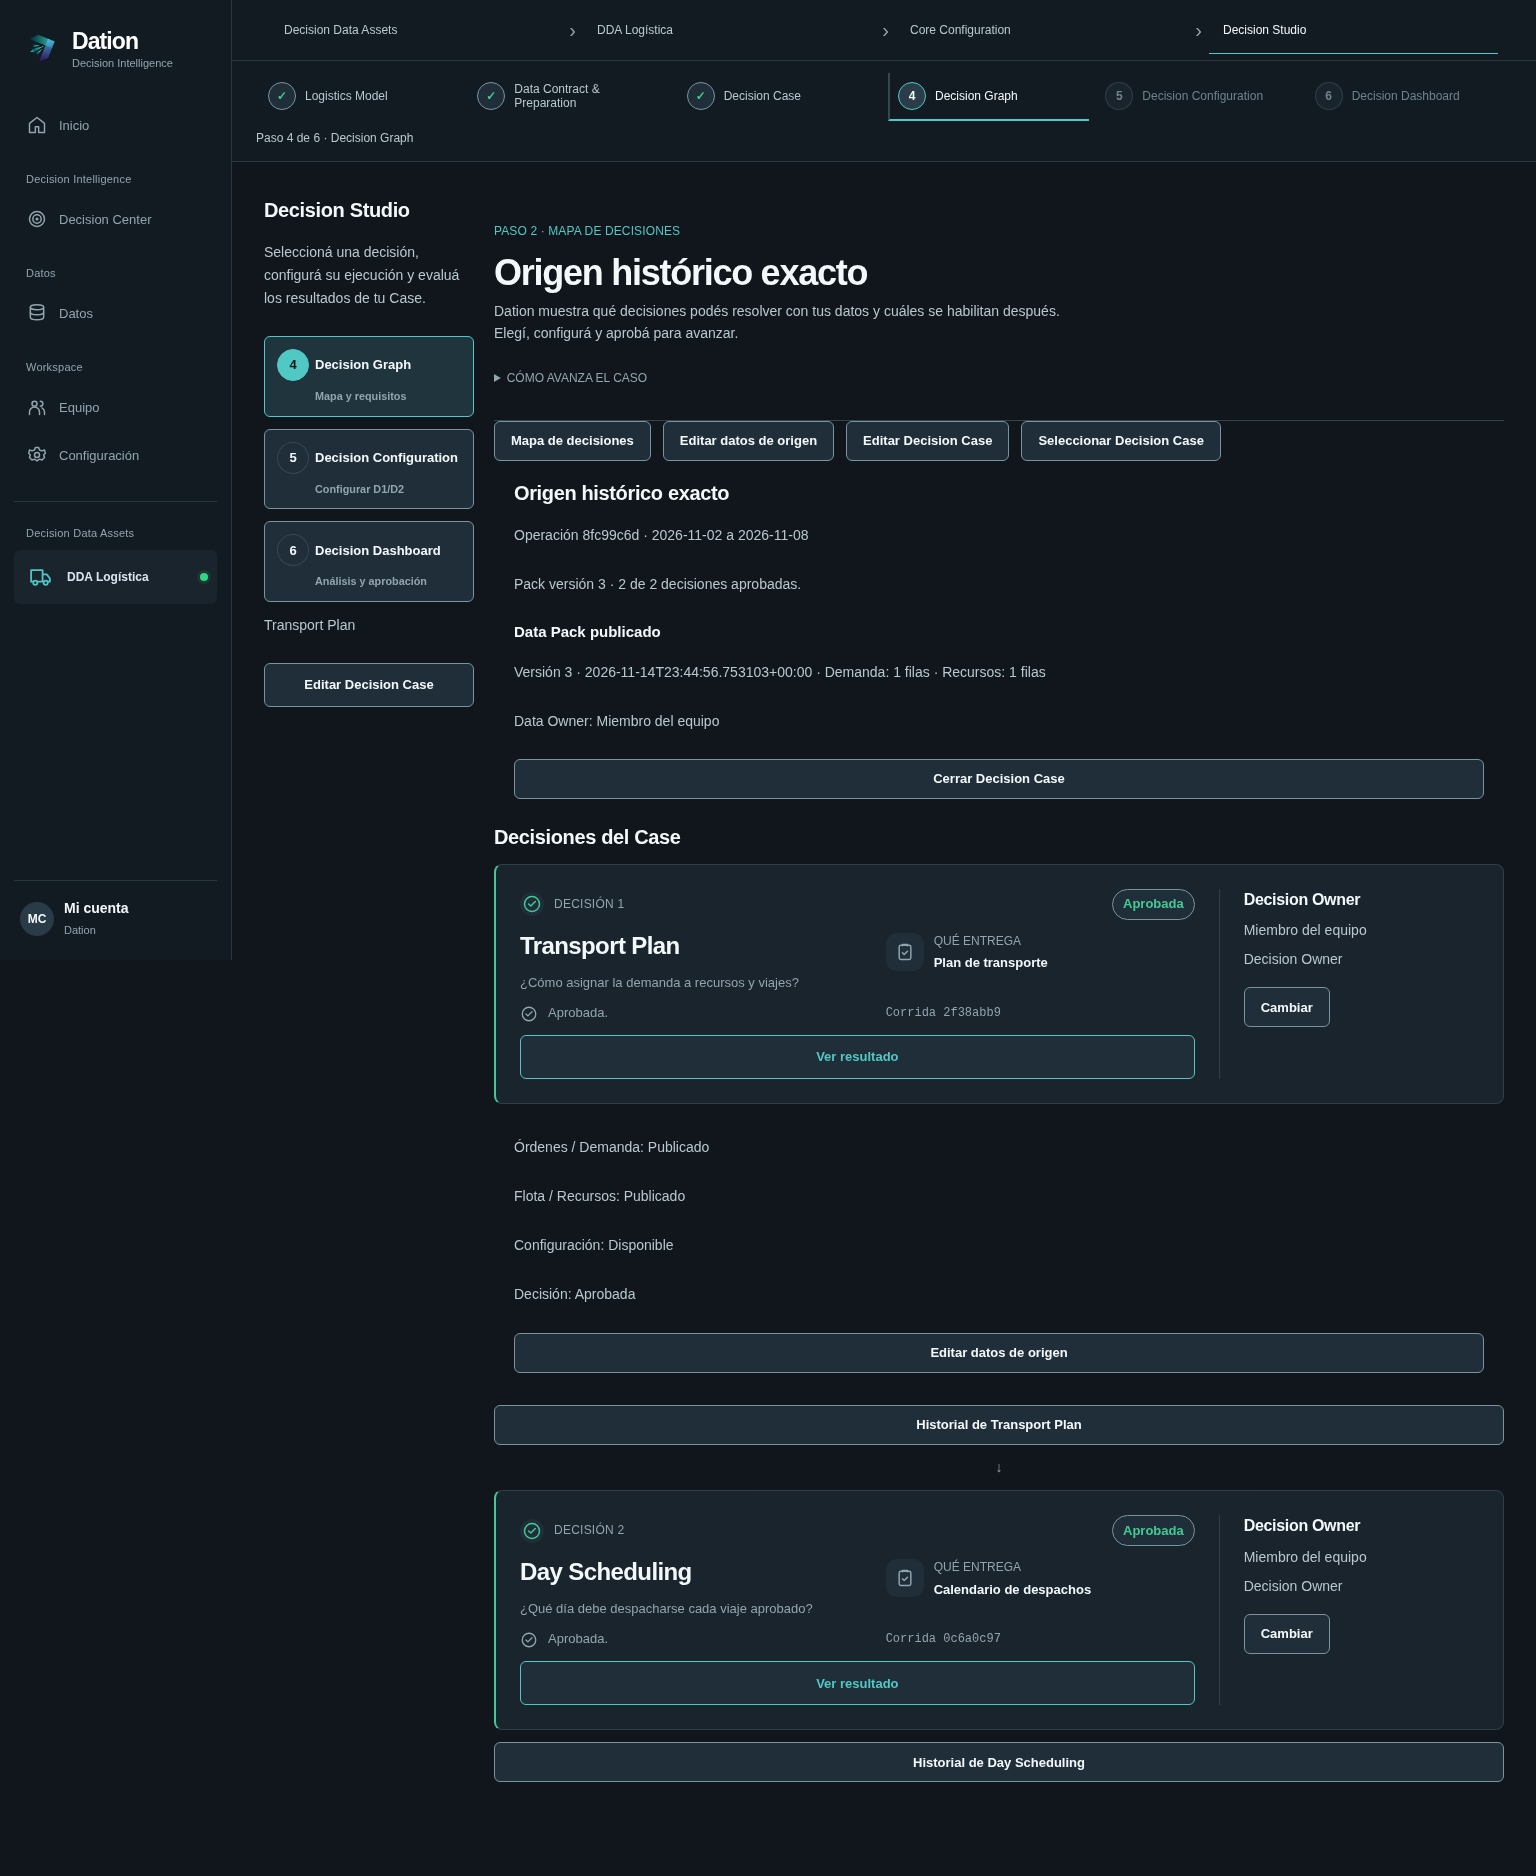 Dation
Decision Intelligence
Inicio
Decision Intelligence
Decision Center
Datos
Datos
Workspace
Equipo
Configuración
Decision Data Assets
DDA Logística
MC
Mi cuenta
Dation
Decision Data Assets
›
DDA Logística
›
Core Configuration
›
Decision Studio
✓
Logistics Model
✓
Data Contract &
Preparation
✓
Decision Case
4
Decision Graph
5
Decision Configuration
6
Decision Dashboard
Paso 4 de 6 · Decision Graph
Decision Studio
Seleccioná una decisión,
configurá su ejecución y evaluá
los resultados de tu Case.
4
Decision Graph
Mapa y requisitos
5
Decision Configuration
Configurar D1/D2
6
Decision Dashboard
Análisis y aprobación
Transport Plan
Editar Decision Case
PASO 2 · MAPA DE DECISIONES
Origen histórico exacto
Dation muestra qué decisiones podés resolver con tus datos y cuáles se habilitan después.
Elegí, configurá y aprobá para avanzar.
▶ CÓMO AVANZA EL CASO
Mapa de decisiones
Editar datos de origen
Editar Decision Case
Seleccionar Decision Case
Origen histórico exacto
Operación 8fc99c6d · 2026-11-02 a 2026-11-08
Pack versión 3 · 2 de 2 decisiones aprobadas.
Data Pack publicado
Versión 3 · 2026-11-14T23:44:56.753103+00:00 · Demanda: 1 filas · Recursos: 1 filas
Data Owner: Miembro del equipo
Cerrar Decision Case
Decisiones del Case
DECISIÓN 1
Aprobada
Transport Plan
¿Cómo asignar la demanda a recursos y viajes?
QUÉ ENTREGA
Plan de transporte
Aprobada.
Corrida 2f38abb9
Ver resultado
Decision Owner
Miembro del equipo
Decision Owner
Cambiar
Órdenes / Demanda: Publicado
Flota / Recursos: Publicado
Configuración: Disponible
Decisión: Aprobada
Editar datos de origen
Historial de Transport Plan
↓
DECISIÓN 2
Aprobada
Day Scheduling
¿Qué día debe despacharse cada viaje aprobado?
QUÉ ENTREGA
Calendario de despachos
Aprobada.
Corrida 0c6a0c97
Ver resultado
Decision Owner
Miembro del equipo
Decision Owner
Cambiar
Historial de Day Scheduling